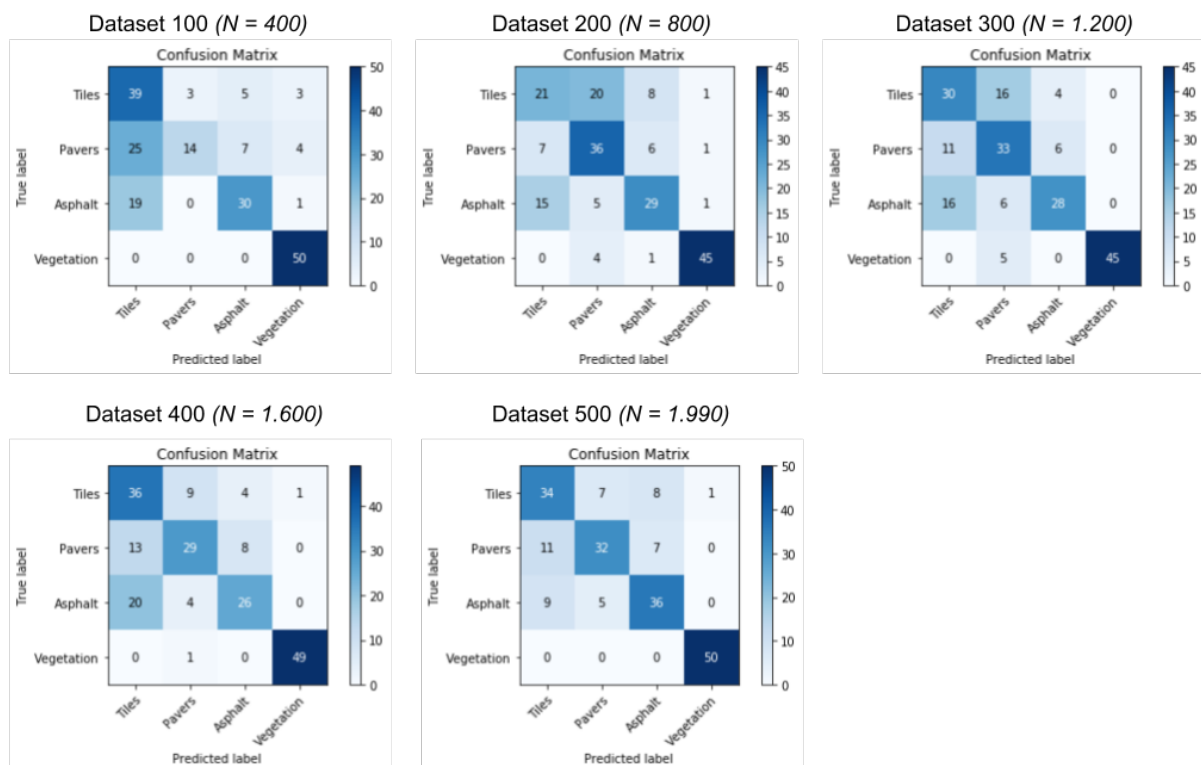 Dataset 100 (N = 400)
Confusion Matrix
50
40
30
20
10
0
True label
Tiles 39 3 5 3
Pavers 25 14 7 4
Asphalt 19 0 30 1
Vegetation 0 0 0 50
Tiles Pavers Asphalt Vegetation
Predicted label
Dataset 200 (N = 800)
Confusion Matrix
45
40
35
30
25
20
15
10
5
0
True label
Tiles 21 20 8 1
Pavers 7 36 6 1
Asphalt 15 5 29 1
Vegetation 0 4 1 45
Tiles Pavers Asphalt Vegetation
Predicted label
Dataset 300 (N = 1.200)
Confusion Matrix
45
40
35
30
25
20
15
10
5
0
True label
Tiles 30 16 4 0
Pavers 11 33 6 0
Asphalt 16 6 28 0
Vegetation 0 5 0 45
Tiles Pavers Asphalt Vegetation
Predicted label
Dataset 400 (N = 1.600)
Confusion Matrix
40
30
20
10
0
True label
Tiles 36 9 4 1
Pavers 13 29 8 0
Asphalt 20 4 26 0
Vegetation 0 1 0 49
Tiles Pavers Asphalt Vegetation
Predicted label
Dataset 500 (N = 1.990)
Confusion Matrix
50
40
30
20
10
0
True label
Tiles 34 7 8 1
Pavers 11 32 7 0
Asphalt 9 5 36 0
Vegetation 0 0 0 50
Tiles Pavers Asphalt Vegetation
Predicted label